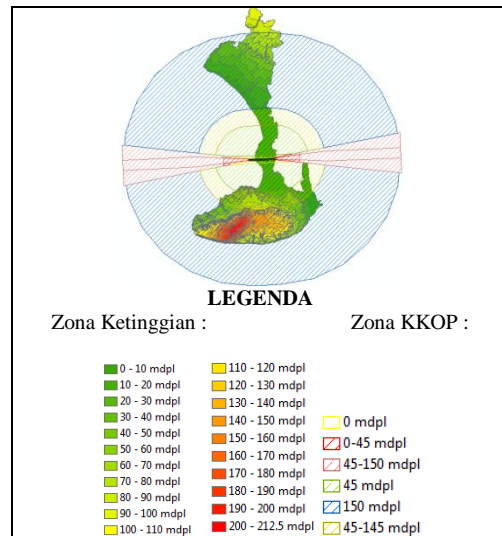 LEGENDA
Zona Ketinggian : Zona KKOP :
0 - 10 mdpl
10 - 20 mdpl
20 - 30 mdpl
30 - 40 mdpl
40 - 50 mdpl
50 - 60 mdpl
60 - 70 mdpl
70 - 80 mdpl
80 - 90 mdpl
90 - 100 mdpl
100 - 110 mdpl
110 - 120 mdpl
120 - 130 mdpl
130 - 140 mdpl
140 - 150 mdpl
150 - 160 mdpl
160 - 170 mdpl
170 - 180 mdpl
180 - 190 mdpl
190 - 200 mdpl
200 - 212.5 mdpl
0 mdpl
0-45 mdpl
45-150 mdpl
45 mdpl
150 mdpl
45-145 mdpl